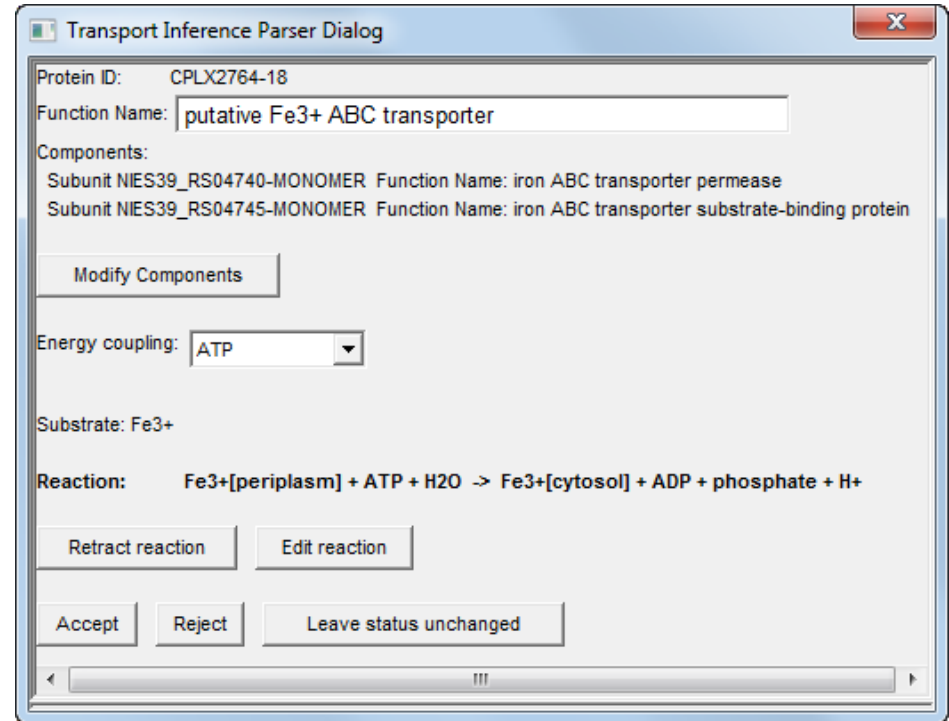 Transport Inference Parser Dialog
Protein ID: CPLX2764-18
Function Name: putative Fe3+ ABC transporter
Components:
Subunit NIES39_RS04740-MONOMER Function Name: iron ABC transporter permease
Subunit NIES39_RS04745-MONOMER Function Name: iron ABC transporter substrate-binding protein
Modify Components
Energy coupling: ATP
Substrate: Fe3+
Reaction: Fe3+[periplasm] + ATP + H2O -> Fe3+[cytosol] + ADP + phosphate + H+
Retract reaction Edit reaction
Accept Reject Leave status unchanged